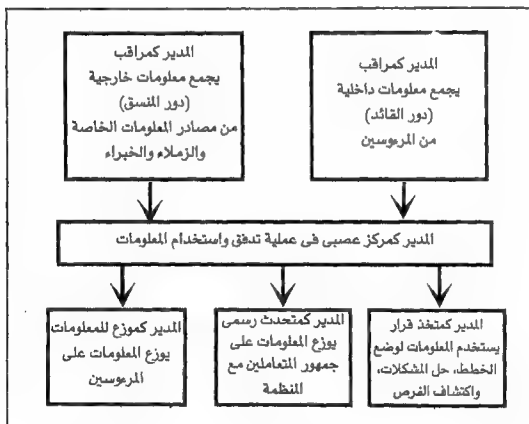 المدير كمراقب
يجمع معلومات داخلية
(دور القائد)
من المرءوسين
المدير كمراقب
يجمع معلومات خارجية
(دور المنسق)
من مصادر المعلومات الخاصة
والزملاء والخبراء
المدير كمركز عصبى فى عملية تدفق واستخدام المعلومات
المدير كمتخذ قرار
يستخدم المعلومات لوضع
الخطط، حل المشكلات،
واكتشاف الفرص
المدير كمتحدث رسمى
يوزع المعلومات على
جمهور المتعاملين مع
المنظمة
المدير كموزع للمعلومات
يوزع المعلومات على
المرءوسين